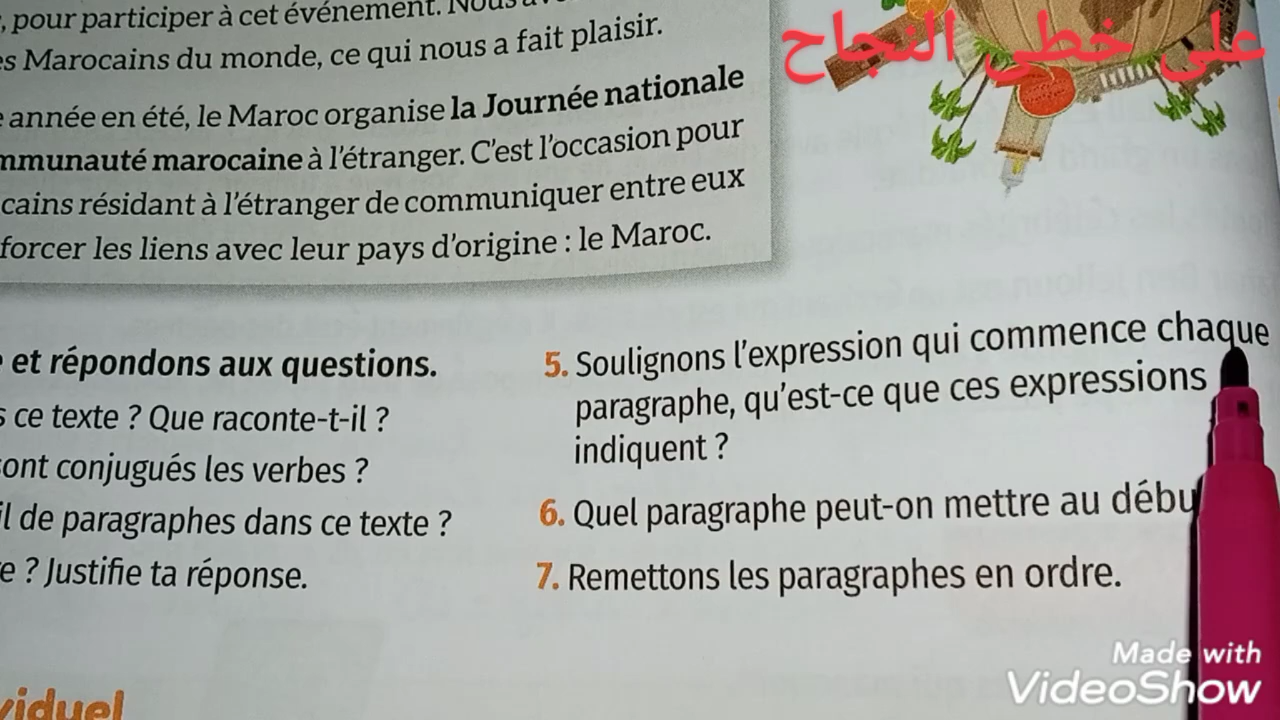 , pour participer à cet événement.
es Marocains du monde, ce qui nous a fait plaisir.
année en été, le Maroc organise la Journée nationale
mmunauté marocaine à l'étranger. C'est l'occasion pour
cains résidant à l'étranger de communiquer entre eux
forcer les liens avec leur pays d'origine : le Maroc.
على خطى النجاح
et répondons aux questions.
s ce texte ? Que raconte-t-il ?
sont conjugués les verbes ?
il de paragraphes dans ce texte ?
e ? Justifie ta réponse.
5. Soulignons l'expression qui commence chaque
paragraphe, qu'est-ce que ces expressions
indiquent ?
6. Quel paragraphe peut-on mettre au débu
7. Remettons les paragraphes en ordre.
viduel
Made with
VideoShow